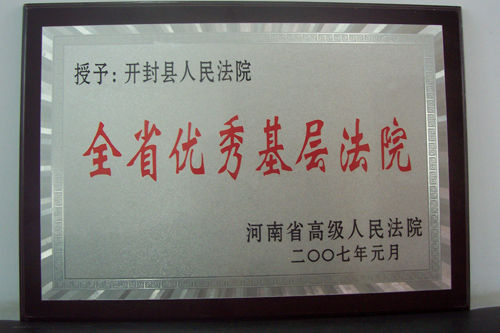 授予：开封县人民法院
全省优秀基层法院
河南省高级人民法院
二〇〇七年元月